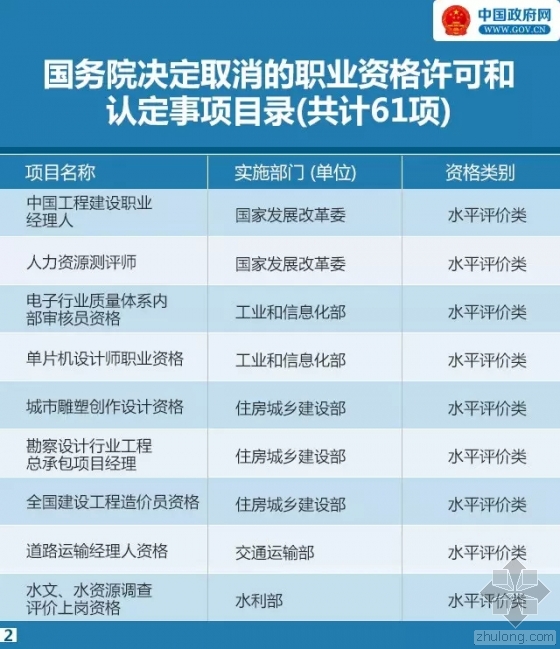 中国政府网
WWW.GOV.CN
国务院决定取消的职业资格许可和
认定事项目录(共计61项)
项目名称 实施部门 (单位) 资格类别
中国工程建设职业
经理人 国家发展改革委 水平评价类
人力资源测评师 国家发展改革委 水平评价类
电子行业质量体系内
部审核员资格 工业和信息化部 水平评价类
单片机设计师职业资格 工业和信息化部 水平评价类
城市雕塑创作设计资格 住房城乡建设部 水平评价类
勘察设计行业工程
总承包项目经理 住房城乡建设部 水平评价类
全国建设工程造价员资格 住房城乡建设部 水平评价类
道路运输经理人资格 交通运输部 水平评价类
水文、水资源调查
评价上岗资格 水利部 水平评价类
2
zhulong.com